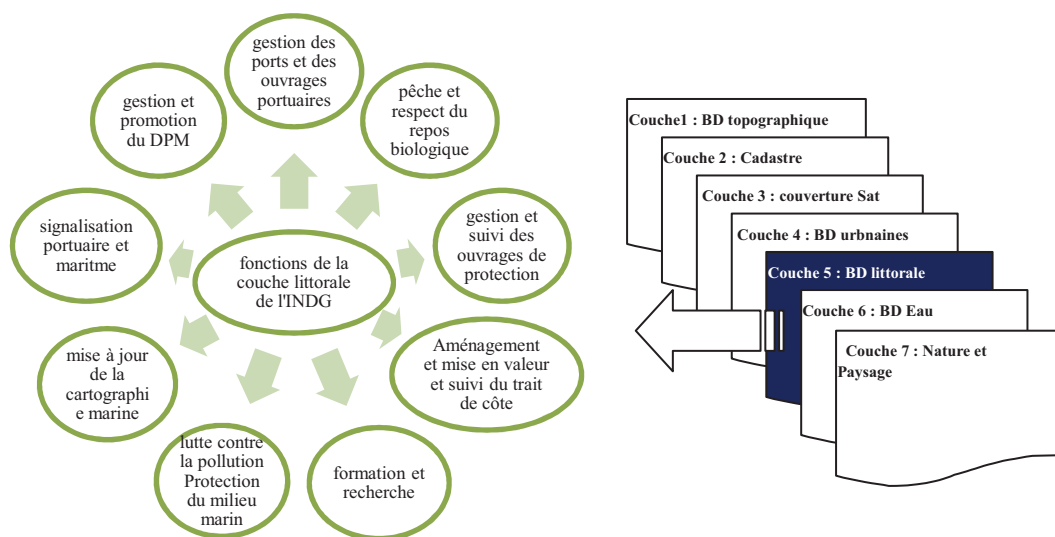 gestion des
ports et des
ouvrages
portuaires
pêche et
respect du
repos
biologique
gestion et
suivi des
ouvrages de
protection
Aménagement
et mise en valeur
et suivi du trait
de côte
formation et
recherche
lutte contre
la pollution
Protection
du milieu
marin
mise à jour
de la
cartographi
e marine
signalisation
portuaire et
maritme
gestion et
promotion
du DPM
fonctions de la
couche littorale
de l'INDG
Couche1 : BD topographique
Couche 2 : Cadastre
Couche 3 : couverture Sat
Couche 4 : BD urbnaines
Couche 5 : BD littorale
Couche 6 : BD Eau
Couche 7 : Nature et
Paysage